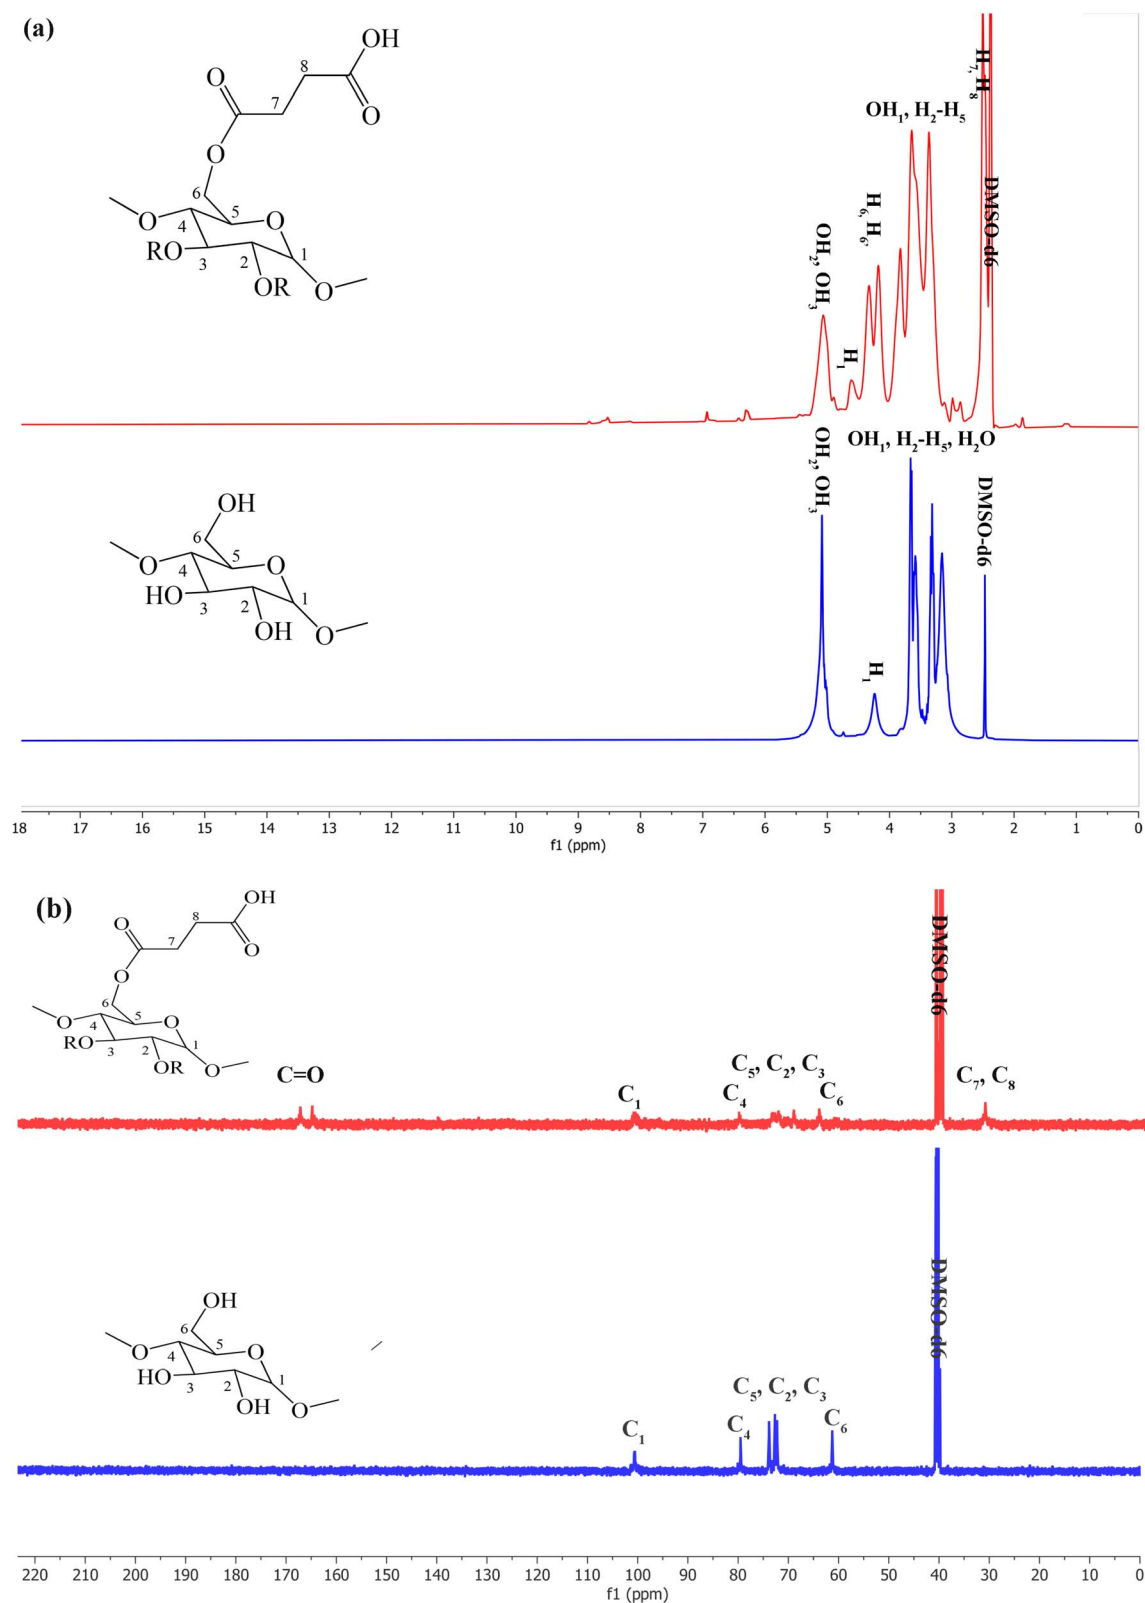 (a)
OH
O
8
7
O
O
O
6
5
O
O
4
RO
3
2
1
OR
O
OH₂, OH₃
H₁
H₆, H₆'
OH₁, H₂-H₅
H₇, H₈
DMSO-d6
OH
6
5
O
O
4
HO
3
2
1
OH
O
OH₂, OH₃
H₁
OH₁, H₂-H₅, H₂O
DMSO-d6
18 17 16 15 14 13 12 11 10 9 8 7 6 5 4 3 2 1 0
f1 (ppm)
(b)
OH
O
8
7
O
O
6
5
O
O
4
RO
3
2
1
OR
O
C=O
C₁
C₅, C₂, C₃
C₄
C₆
DMSO-d6
C₇, C₈
OH
6
5
O
O
4
HO
3
2
1
OH
O
C₁
C₅, C₂, C₃
C₄
C₆
DMSO-d6
220 210 200 190 180 170 160 150 140 130 120 110 100 90 80 70 60 50 40 30 20 10 0
f1 (ppm)